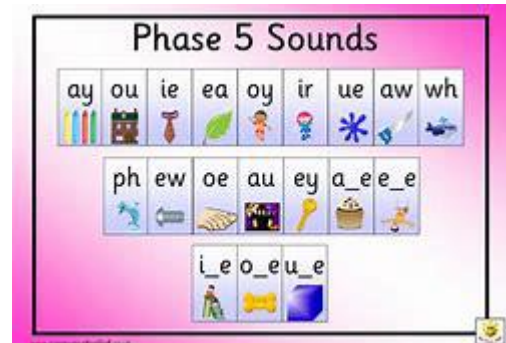 Phase 5 Sounds
ay ou ie ea oy ir ue aw wh
ph ew oe au ey a_e e_e
i_e o_e u_e